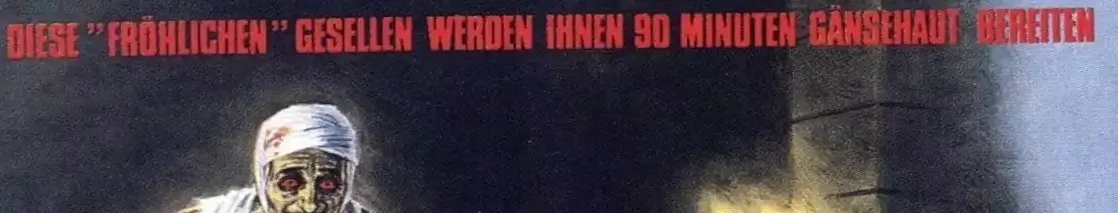 DIESE "FRÖHLICHEN" GESELLEN WERDEN IHNEN 90 MINUTEN GÄNSEHAUT BEREITEN